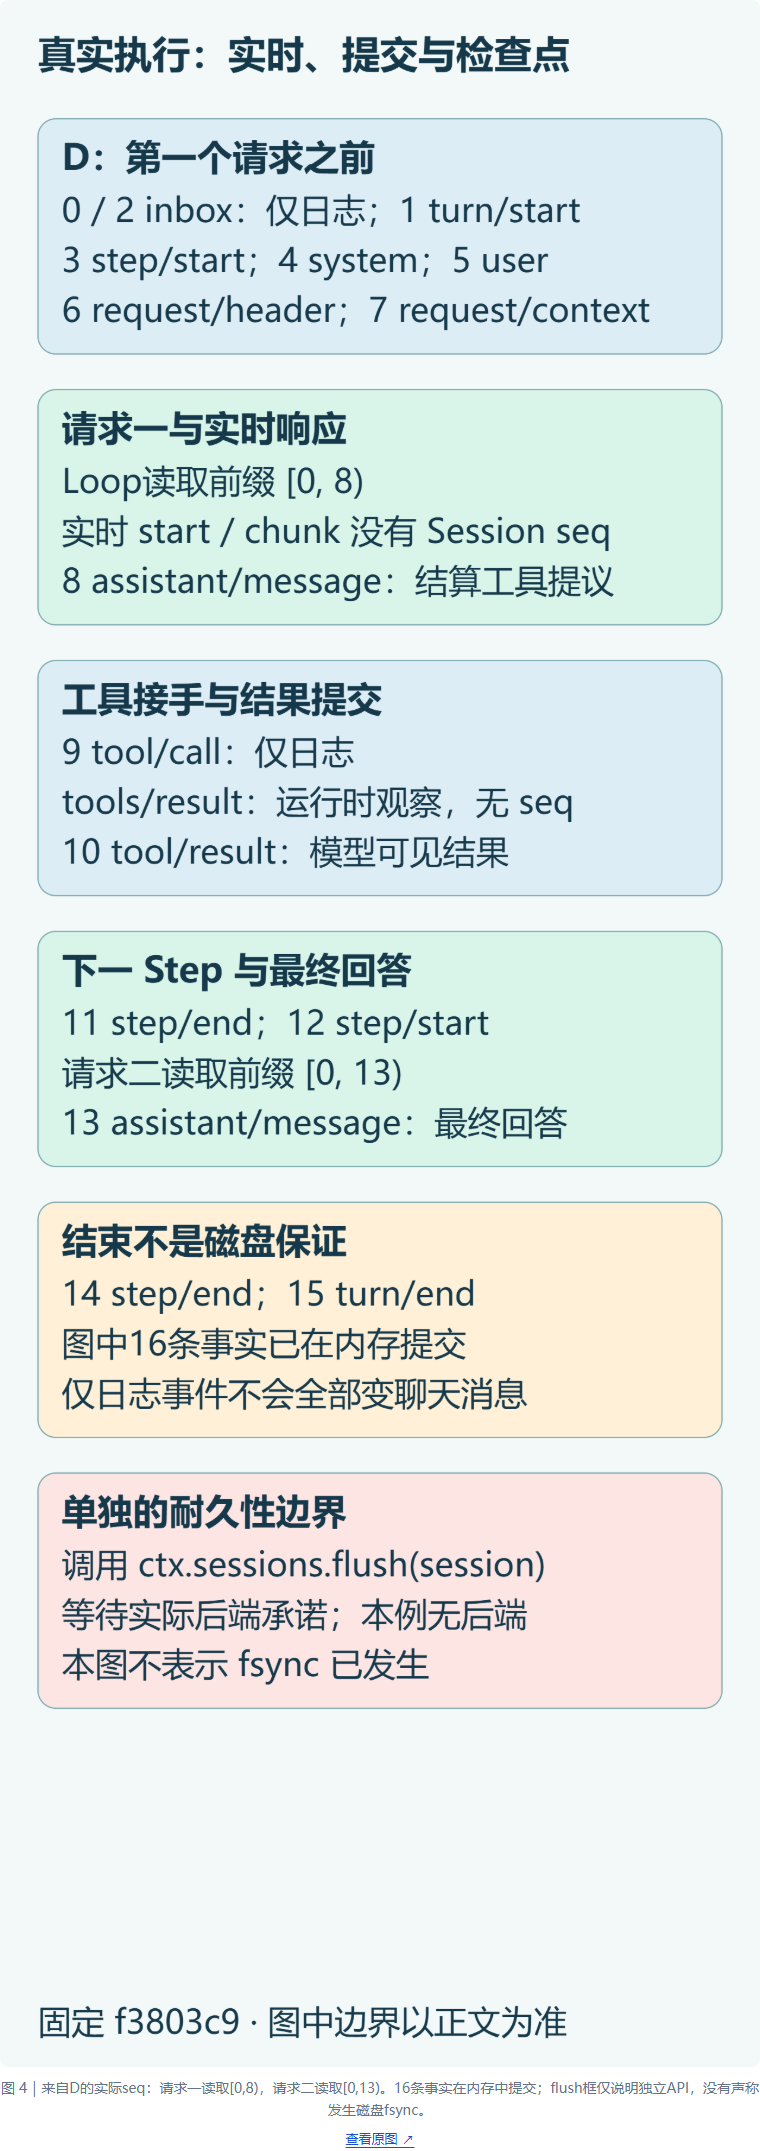 真实执行：实时、提交与检查点
D：第一个请求之前
0 / 2 inbox：仅日志；1 turn/start
3 step/start；4 system；5 user
6 request/header；7 request/context
请求一与实时响应
Loop读取前缀 [0, 8)
实时 start / chunk 没有 Session seq
8 assistant/message：结算工具提议
工具接手与结果提交
9 tool/call：仅日志
tools/result：运行时观察，无 seq
10 tool/result：模型可见结果
下一 Step 与最终回答
11 step/end；12 step/start
请求二读取前缀 [0, 13)
13 assistant/message：最终回答
结束不是磁盘保证
14 step/end；15 turn/end
图中16条事实已在内存提交
仅日志事件不会全部变聊天消息
单独的耐久性边界
调用 ctx.sessions.flush(session)
等待实际后端承诺；本例无后端
本图不表示 fsync 已发生
固定 f3803c9 · 图中边界以正文为准
图 4｜来自D的实际seq：请求一读取[0,8)，请求二读取[0,13)。16条事实在内存中提交；flush框仅说明独立API，没有声称
发生磁盘fsync。
查看原图 ↗